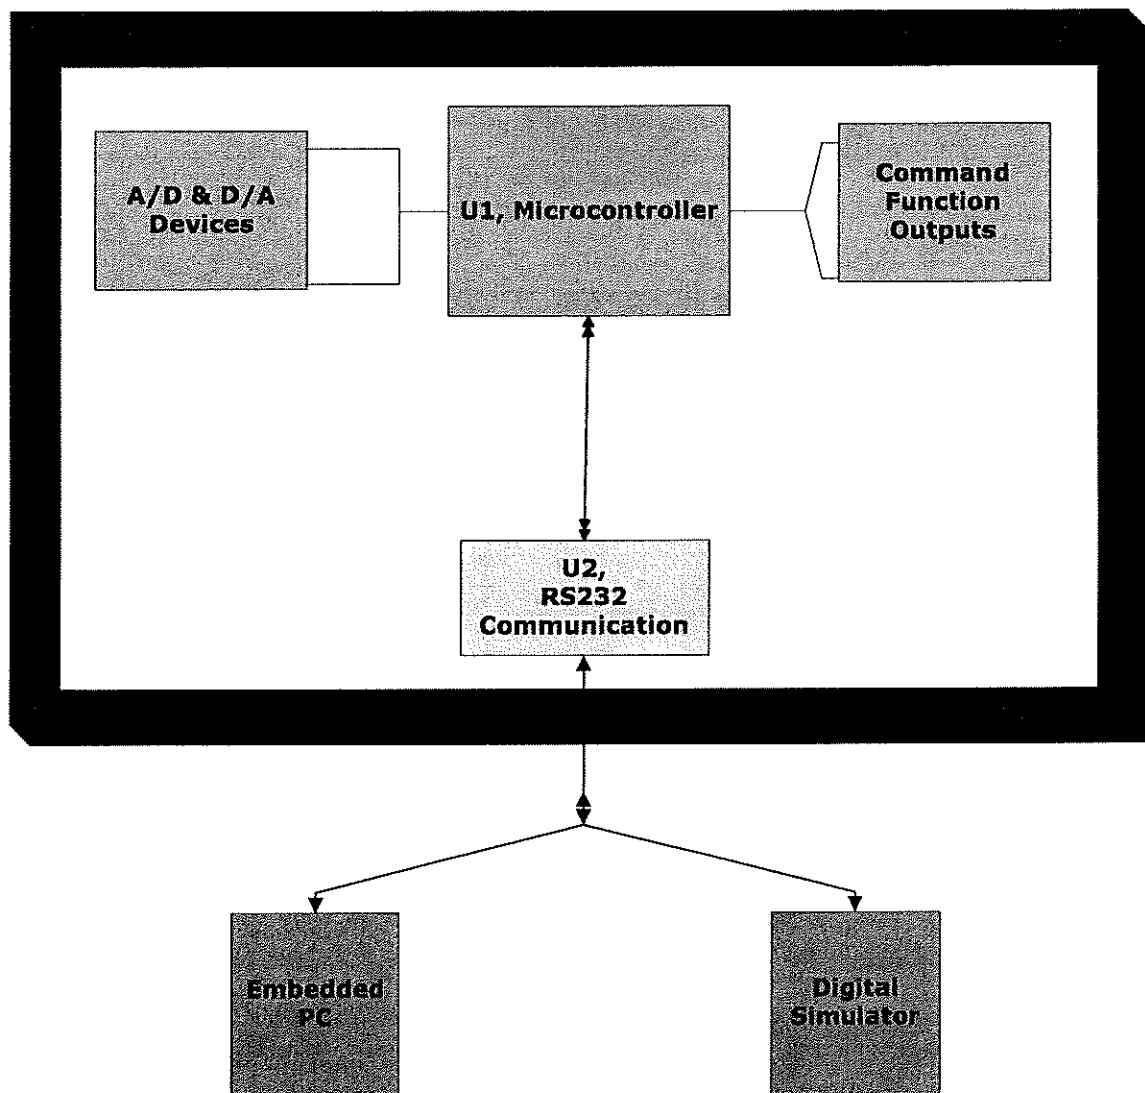 A/D & D/A
Devices
U1, Microcontroller
Command
Function
Outputs
U2,
RS232
Communication
Embedded
PC
Digital
Simulator